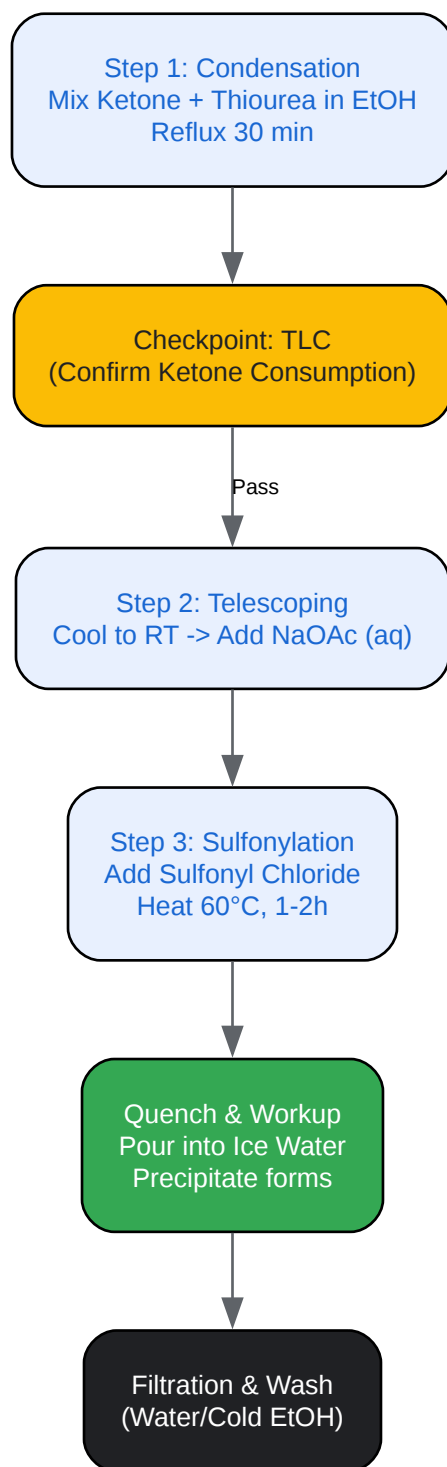 Step 1: Condensation
Mix Ketone + Thiourea in EtOH
Reflux 30 min
Checkpoint: TLC
(Confirm Ketone Consumption)
Pass
Step 2: Telescoping
Cool to RT -> Add NaOAc (aq)
Step 3: Sulfonylation
Add Sulfonyl Chloride
Heat 60°C, 1-2h
Quench & Workup
Pour into Ice Water
Precipitate forms
Filtration & Wash
(Water/Cold EtOH)